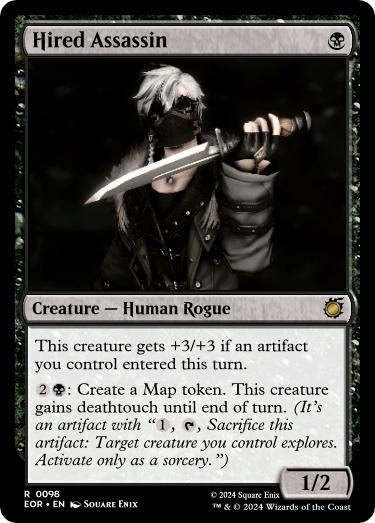 Hired Assassin
Creature — Human Rogue
This creature gets +3/+3 if an artifact
you control entered this turn.
2: Create a Map token. This creature
gains deathtouch until end of turn. (It's
an artifact with “1, , Sacrifice this
artifact: Target creature you control explores.
Activate only as a sorcery.”)
1/2
R 0098
EOR • EN Square Enix
© 2024 Square Enix
™ & © 2024 Wizards of the Coast